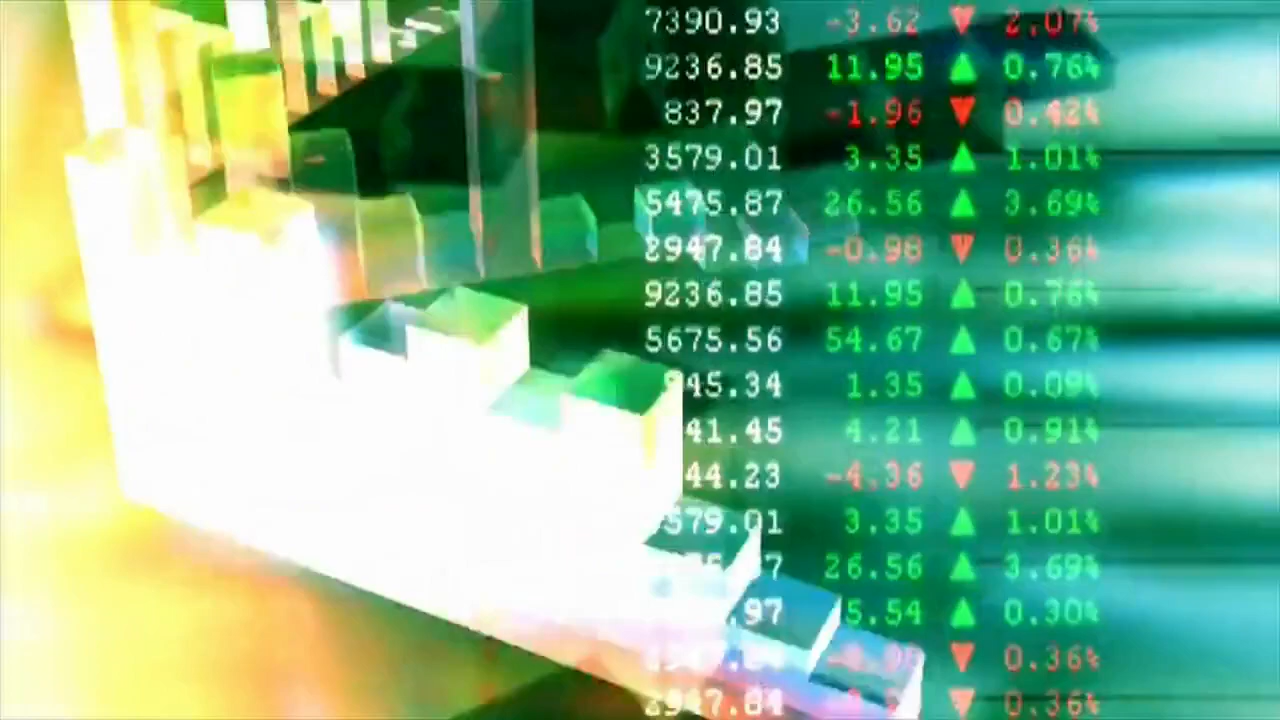 7390.93 -3.62 ▼ 2.07%
9236.85 11.95 ▲ 0.76%
837.97 -1.96 ▼ 0.42%
3579.01 3.35 ▲ 1.01%
5475.87 26.56 ▲ 3.69%
2947.84 -0.98 ▼ 0.36%
9236.85 11.95 ▲ 0.76%
5675.56 54.67 ▲ 0.67%
45.34 1.35 ▲ 0.09%
41.45 4.21 ▲ 0.91%
44.23 -4.36 ▼ 1.23%
579.01 3.35 ▲ 1.01%
26.56 ▲ 3.69%
.97 5.54 ▲ 0.30%
▼ 0.36%
2947.84 ▼ 0.36%